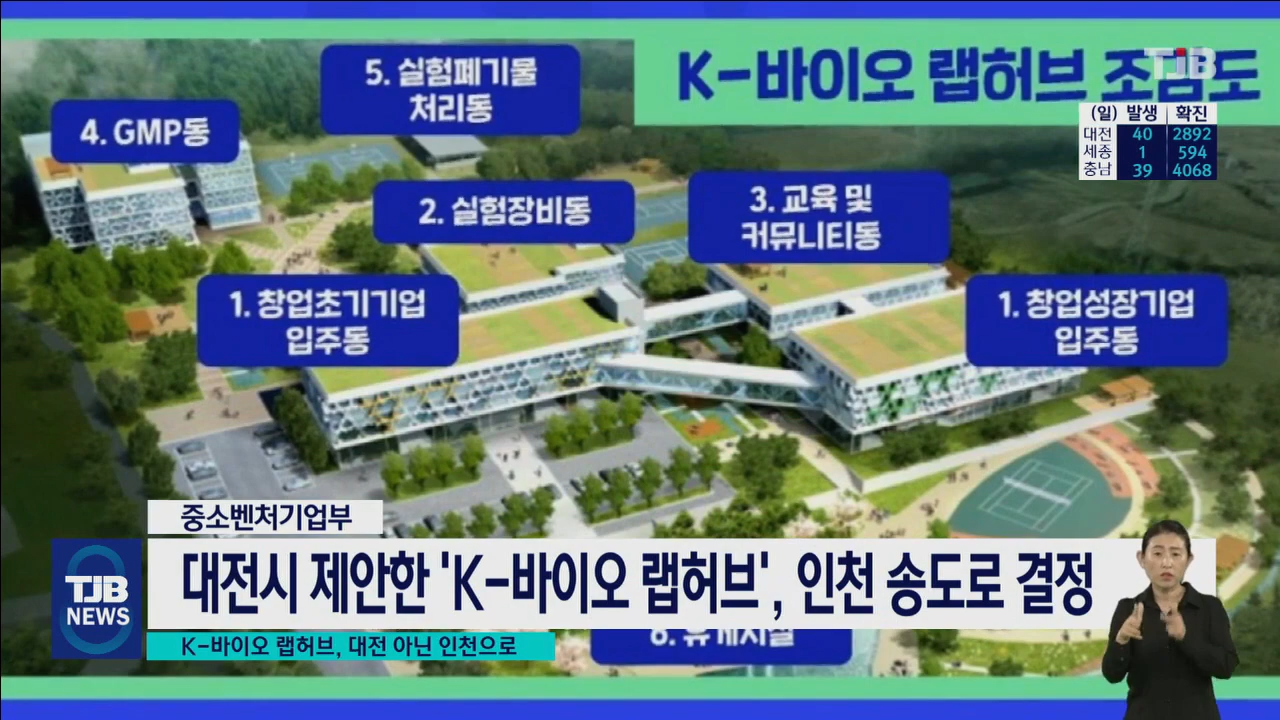 K-바이오 랩허브 조감도
TJB
(일) 발생 확진
대전 40 2892
세종 1 594
충남 39 4068
5. 실험폐기물
처리동
4. GMP동
2. 실험장비동
3. 교육 및
커뮤니티동
1. 창업초기기업
입주동
1. 창업성장기업
입주동
중소벤처기업부
대전시 제안한 'K-바이오 랩허브', 인천 송도로 결정
TJB
NEWS
K-바이오 랩허브, 대전 아닌 인천으로